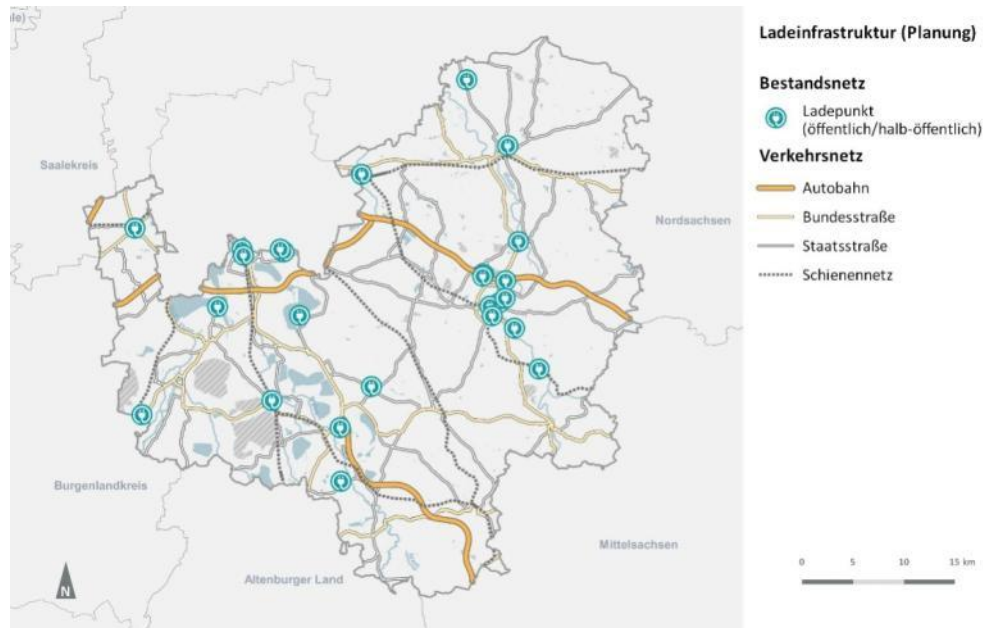 le)
Saalekreis
Nordsachsen
Burgenlandkreis
Mittelsachsen
Altenburger Land
N
Ladeinfrastruktur (Planung)
Bestandsnetz
Ladepunkt
(öffentlich/halb-öffentlich)
Verkehrsnetz
Autobahn
Bundesstraße
Staatsstraße
Schienennetz
0 5 10 15 km